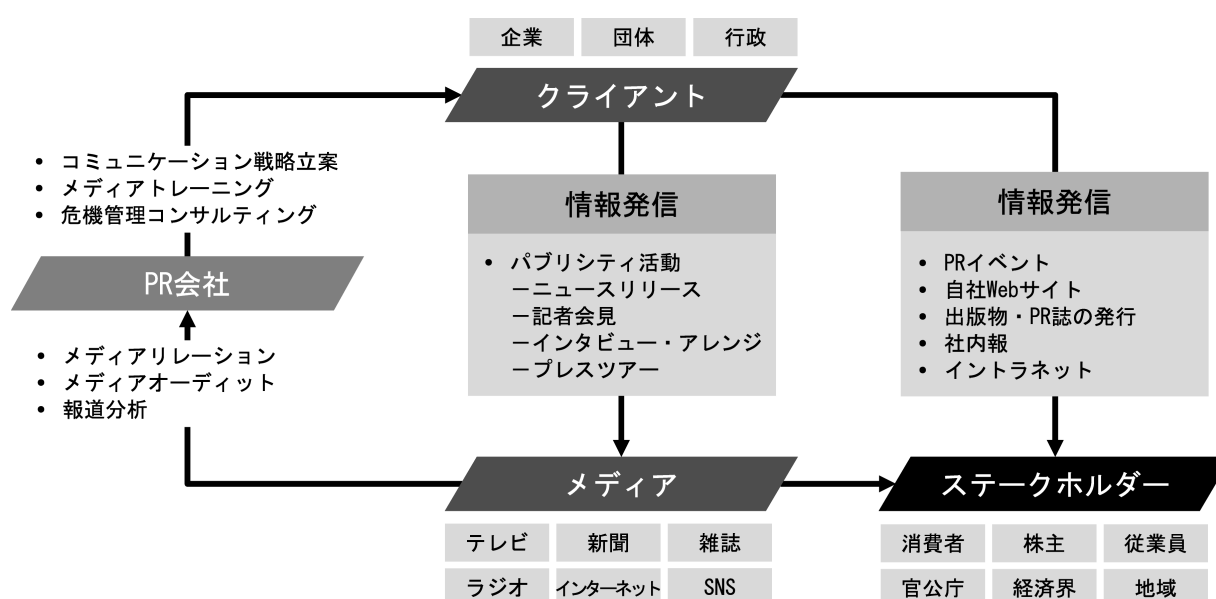 企業
団体
行政
クライアント
• コミュニケーション戦略立案
• メディアトレーニング
• 危機管理コンサルティング
PR会社
• メディアリレーション
• メディアオーディット
• 報道分析
情報発信
• パブリシティ活動
－ニュースリリース
－記者会見
－インタビュー・アレンジ
－プレスツアー
情報発信
• PRイベント
• 自社Webサイト
• 出版物・PR誌の発行
• 社内報
• イントラネット
メディア
テレビ
新聞
雑誌
ラジオ
インターネット
SNS
ステークホルダー
消費者
株主
従業員
官公庁
経済界
地域